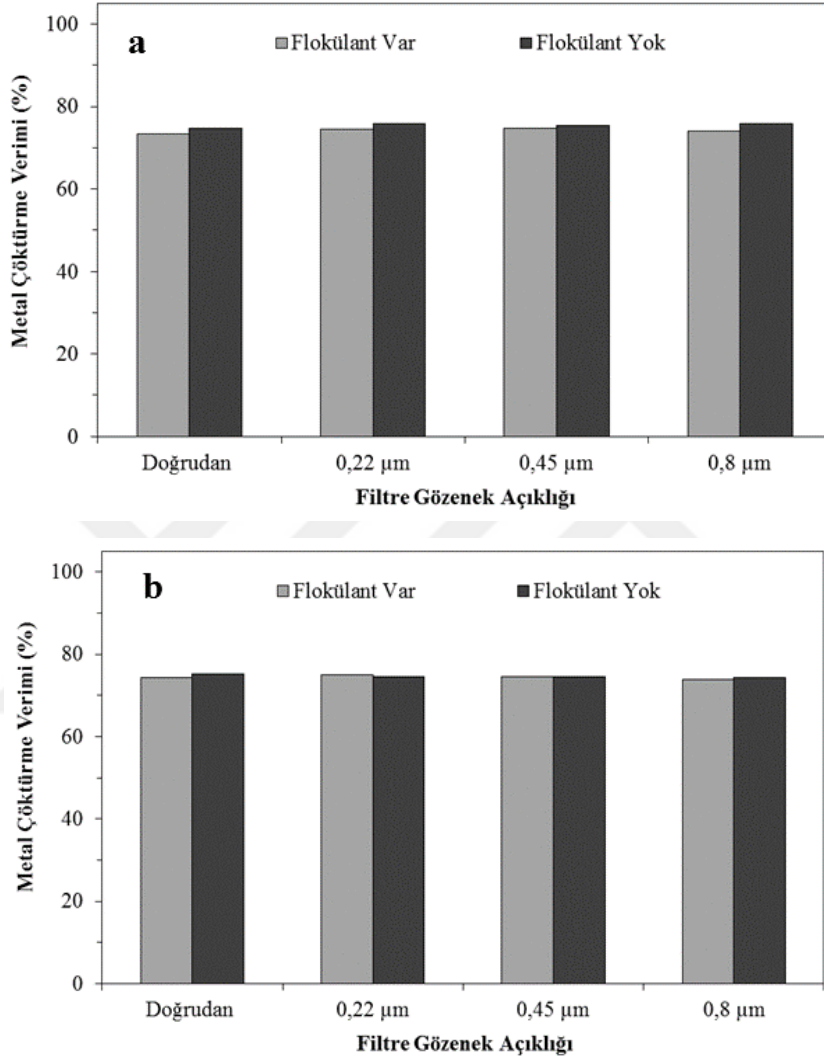 a
Flokülant Var
Flokülant Yok
Metal Çöktürme Verimi (%)
100
80
60
40
20
0
Doğrudan
0,22 µm
0,45 µm
0,8 µm
Filtre Gözenek Açıklığı
b
Flokülant Var
Flokülant Yok
Metal Çöktürme Verimi (%)
100
80
60
40
20
0
Doğrudan
0,22 µm
0,45 µm
0,8 µm
Filtre Gözenek Açıklığı